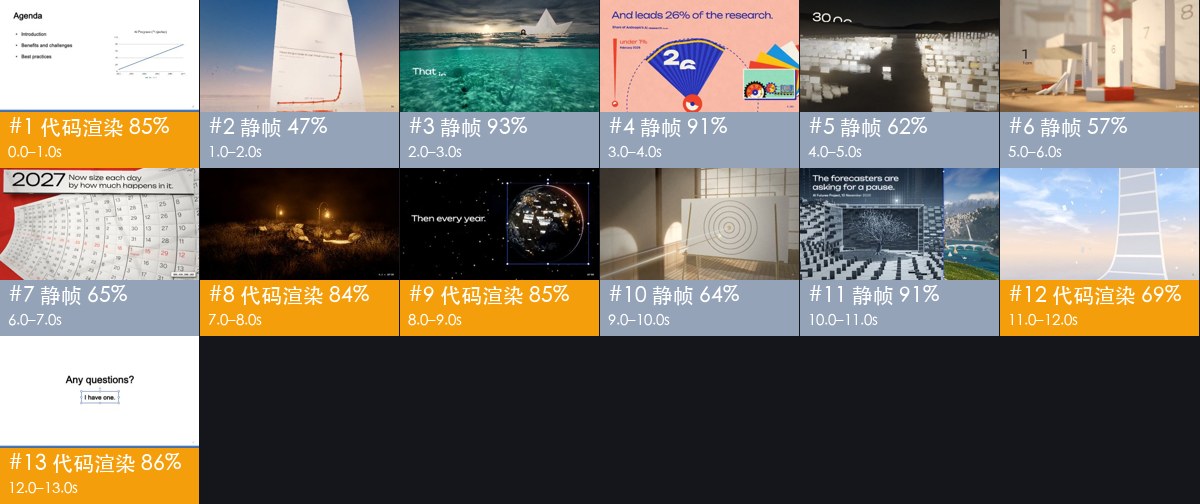 Agenda
Introduction
Benefits and challenges
Best practices
#1 代码渲染 85%
0.0–1.0s
#2 静帧 47%
1.0–2.0s
That ...
#3 静帧 93%
2.0–3.0s
And leads 26% of the research.
under 1%
26
#4 静帧 91%
3.0–4.0s
30
#5 静帧 62%
4.0–5.0s
1
6
7
8
#6 静帧 57%
5.0–6.0s
2027
Now size each day
by how much happens in it.
#7 静帧 65%
6.0–7.0s
#8 代码渲染 84%
7.0–8.0s
Then every year.
#9 代码渲染 85%
8.0–9.0s
#10 静帧 64%
9.0–10.0s
The forecasters are
asking for a pause.
#11 静帧 91%
10.0–11.0s
#12 代码渲染 69%
11.0–12.0s
Any questions?
I have one.
#13 代码渲染 86%
12.0–13.0s